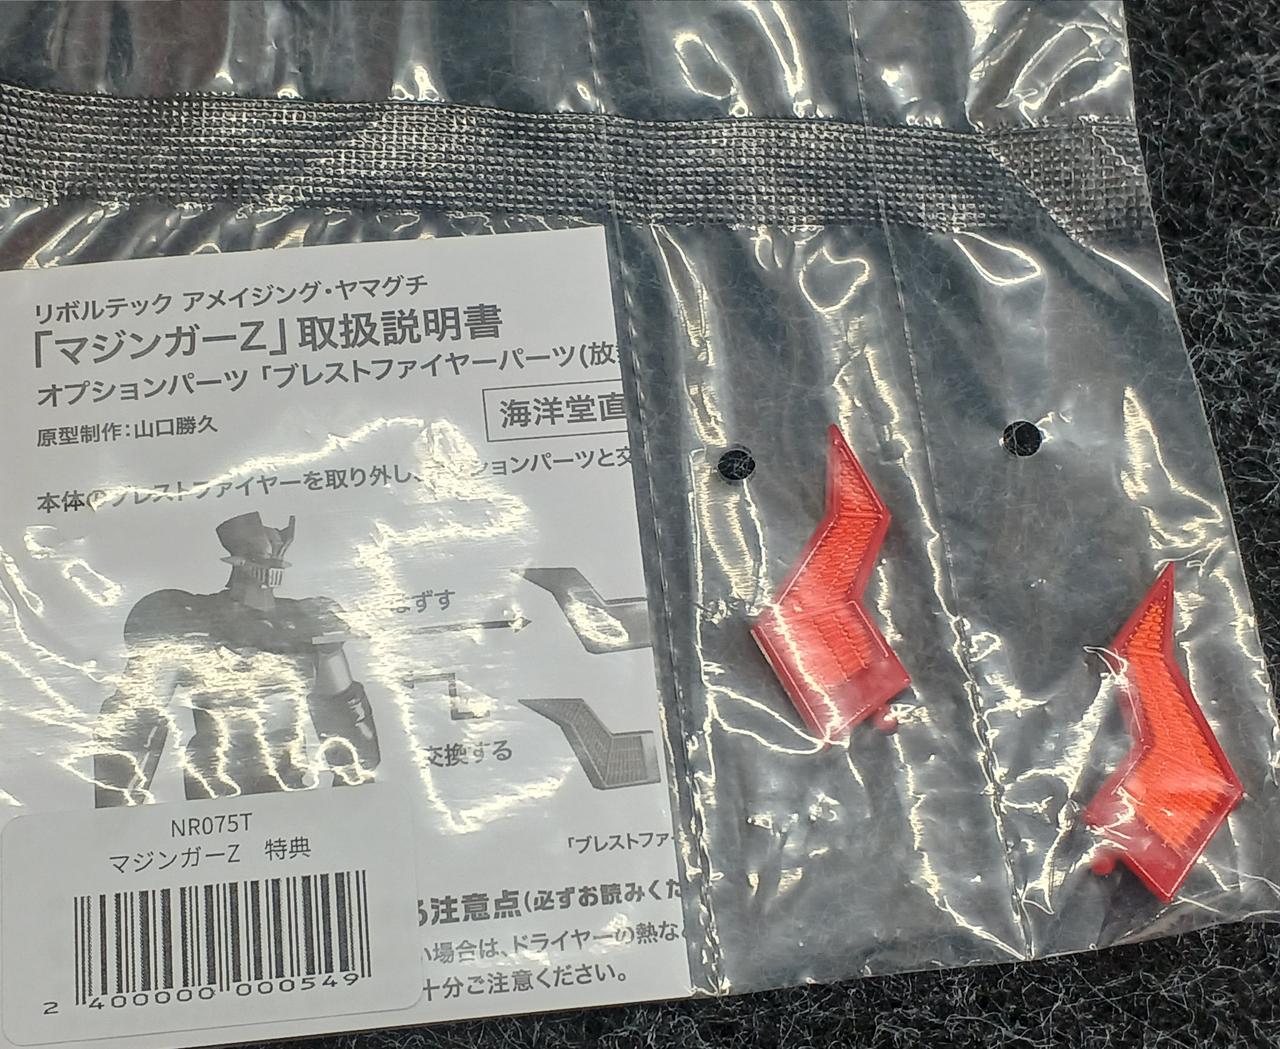 リボルテック アメイジング・ヤマグチ
「マジンガーZ」取扱説明書
オプションパーツ「ブレストファイヤーパーツ(放
海洋堂直
原型制作：山口勝久
本体の ブレストファイヤーを取り外し、 ションパーツと交
はずす
交換する
「ブレストファ
る注意点(必ずお読みくだ
い場合は、ドライヤーの熱な
十分ご注意ください。
NR075T
マジンガーZ 特典
2 400000 000549